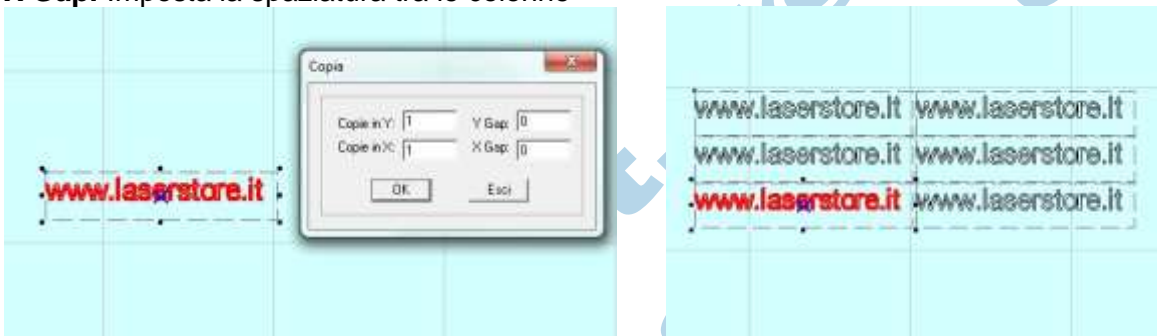 X Gap: Imposta la spaziatura tra le colonne
Copia
Copie in Y: 1 Y Gap: 0
Copie in X: 1 X Gap: 0
OK Esci
www.laserstore.it
www.laserstore.it www.laserstore.it
www.laserstore.it www.laserstore.it
www.laserstore.it www.laserstore.it